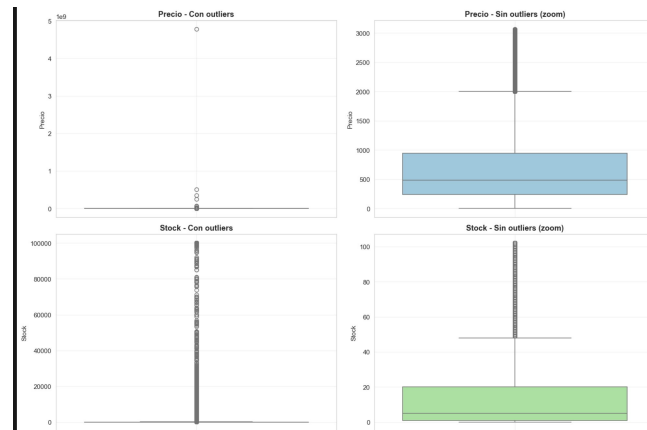 Precio - Con outliers
1e9
5
4
3
2
1
0
Precio
Precio - Sin outliers (zoom)
3000
2500
2000
1500
1000
500
0
Precio
Stock - Con outliers
100000
80000
60000
40000
20000
0
Stock
Stock - Sin outliers (zoom)
100
80
60
40
20
0
Stock